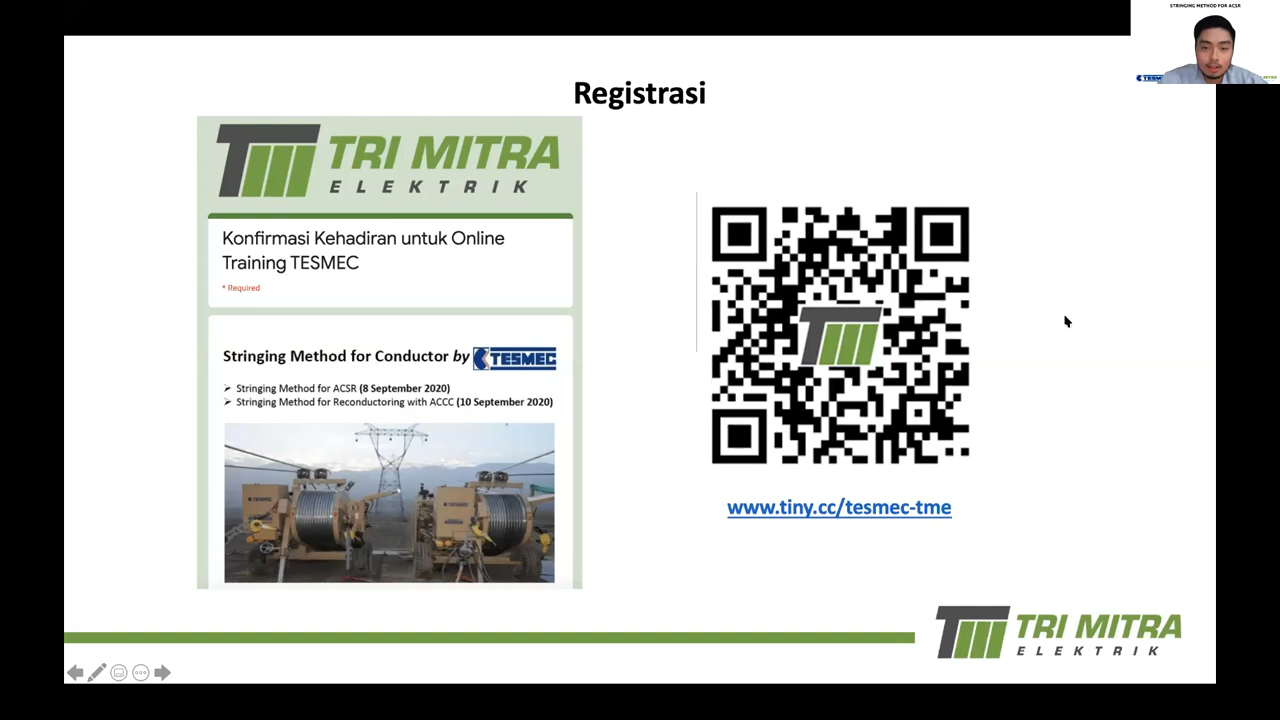 STRINGING METHOD FOR ACSR
Registrasi
TRI MITRA
ELEKTRIK
Konfirmasi Kehadiran untuk Online
Training TESMEC
* Required
Stringing Method for Conductor by TESMEC
➢ Stringing Method for ACSR (8 September 2020)
➢ Stringing Method for Reconductoring with ACCC (10 September 2020)
TESMEC
TESMEC
www.tiny.cc/tesmec-tme
TRI MITRA
ELEKTRIK